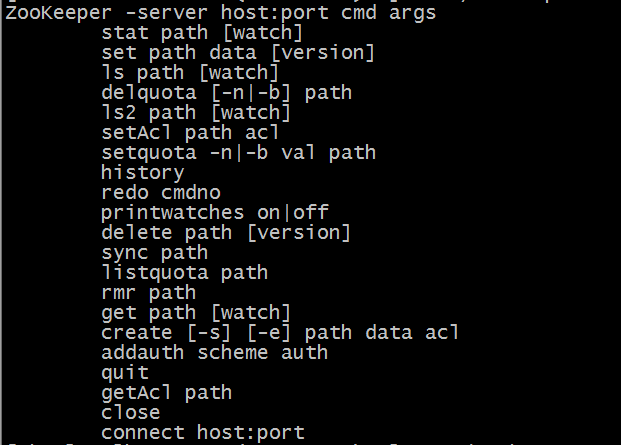 ZooKeeper -server host:port cmd args
stat path [watch]
set path data [version]
ls path [watch]
delquota [-n|-b] path
ls2 path [watch]
setAcl path acl
setquota -n|-b val path
history
redo cmdno
printwatches on|off
delete path [version]
sync path
listquota path
rmr path
get path [watch]
create [-s] [-e] path data acl
addauth scheme auth
quit
getAcl path
close
connect host:port